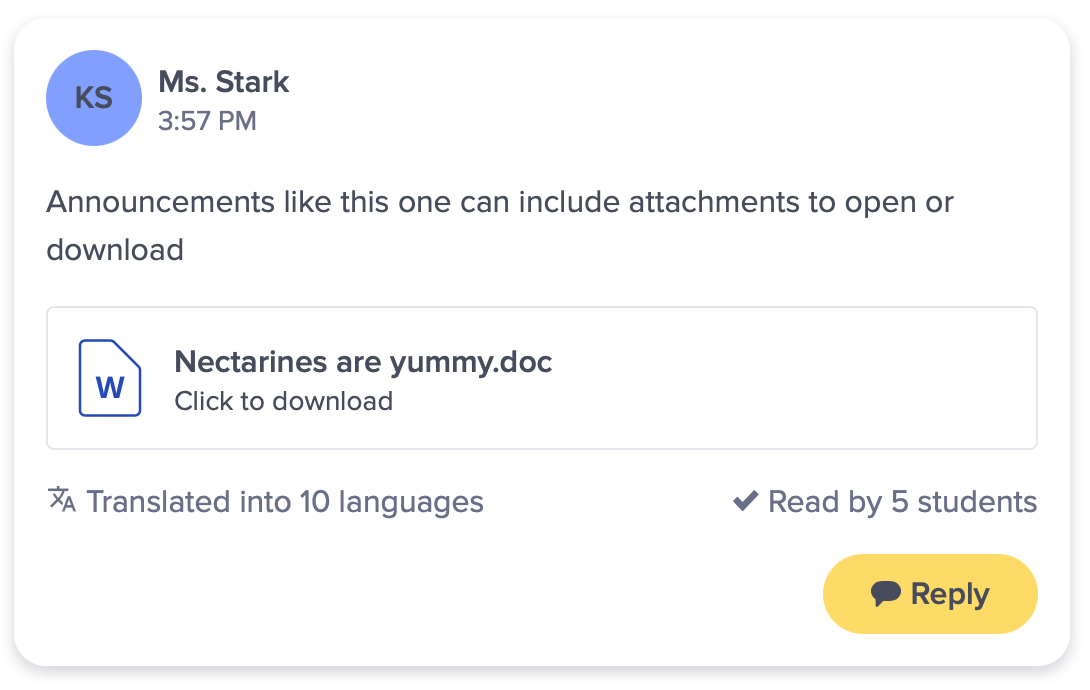 KS
Ms. Stark
3:57 PM
Announcements like this one can include attachments to open or
download
W
Nectarines are yummy.doc
Click to download
Translated into 10 languages
Read by 5 students
Reply